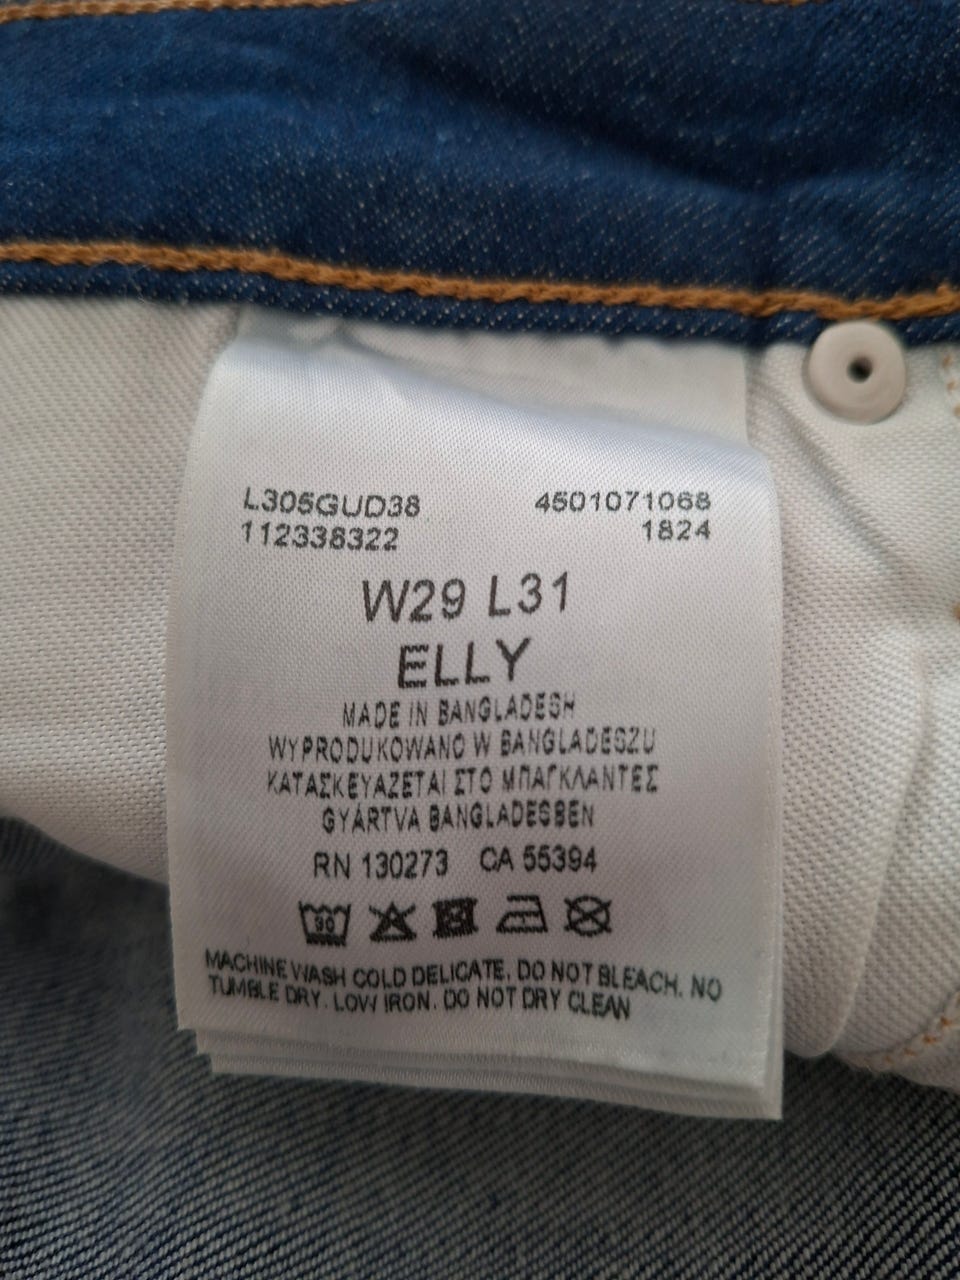 L305GUD38 4501071068
112338322 1824
W29 L31
ELLY
MADE IN BANGLADESH
WYPRODUKOWANO W BANGLADESZU
ΚΑΤΑΣΚΕΥΑΖΕΤΑΙ ΣΤΟ ΜΠΑΓΚΛΑΝΤΕΣ
GYÁRTVA BANGLADESBEN
RN 130273 CA 55394
MACHINE WASH COLD DELICATE. DO NOT BLEACH. NO
TUMBLE DRY. LOW IRON. DO NOT DRY CLEAN